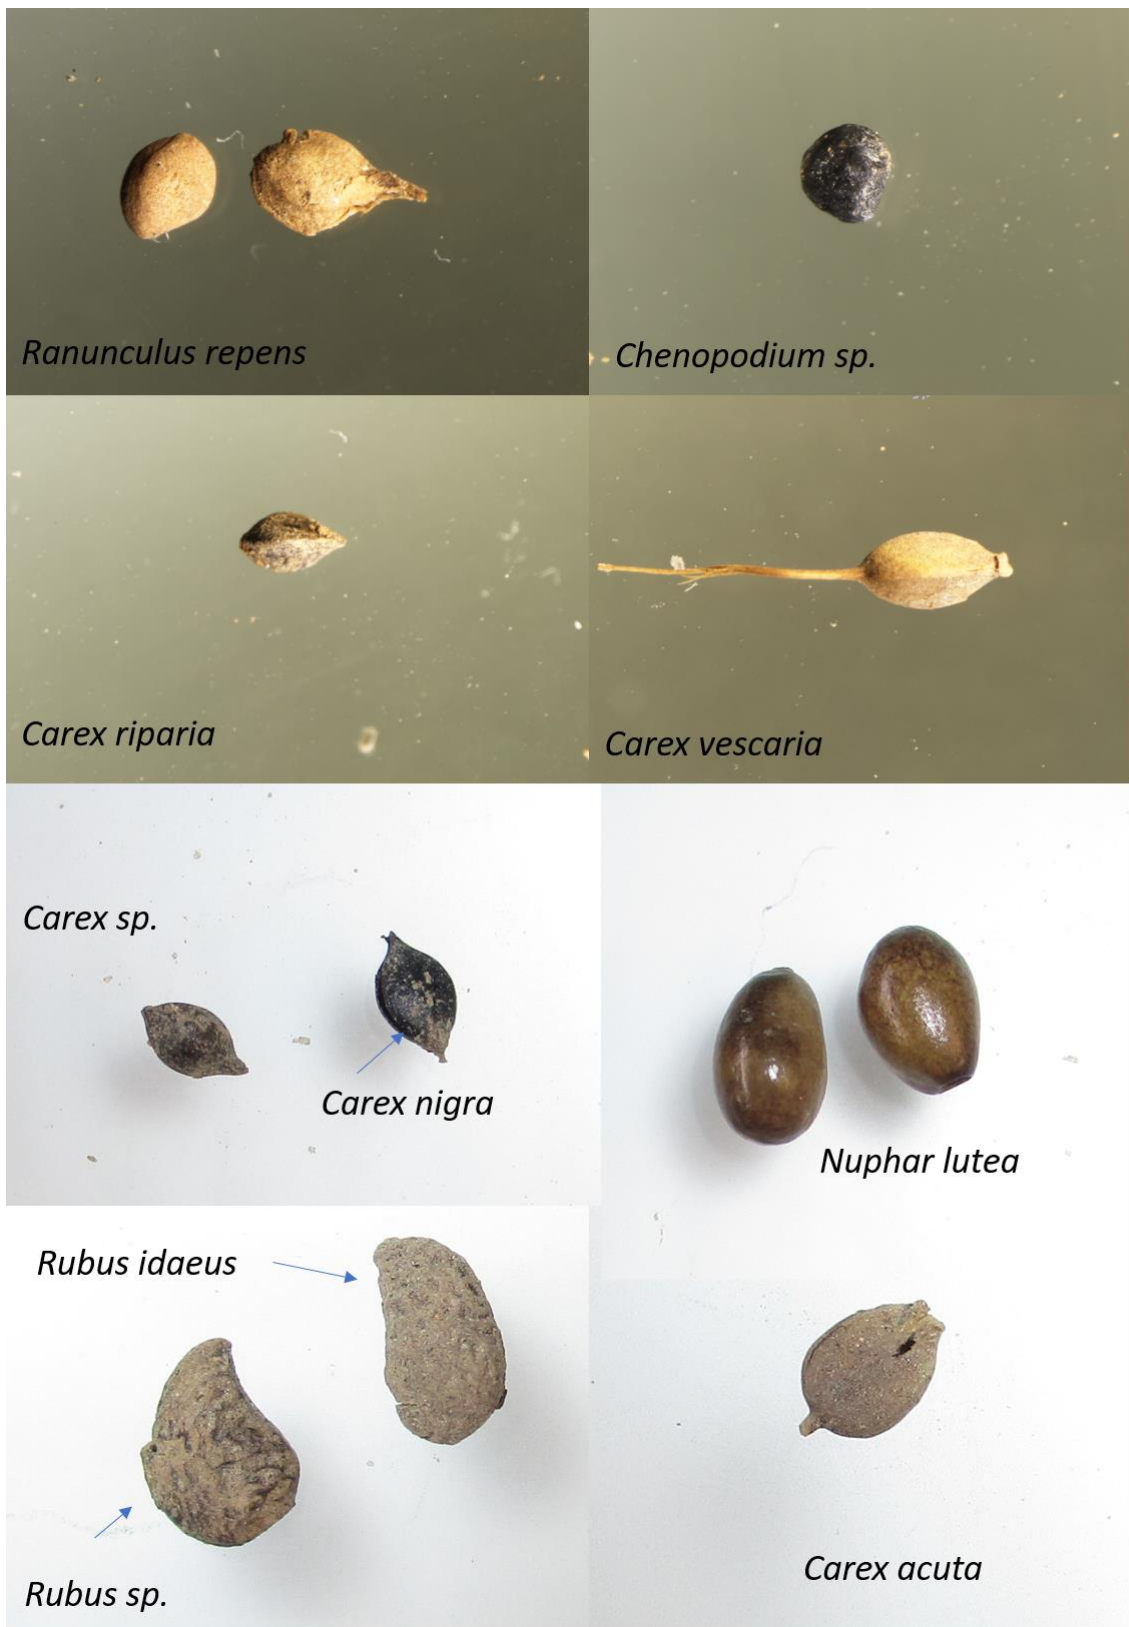 Ranunculus repens
Chenopodium sp.
Carex riparia
Carex vescaria
Carex sp.
Carex nigra
Nuphar lutea
Rubus idaeus
Rubus sp.
Carex acuta